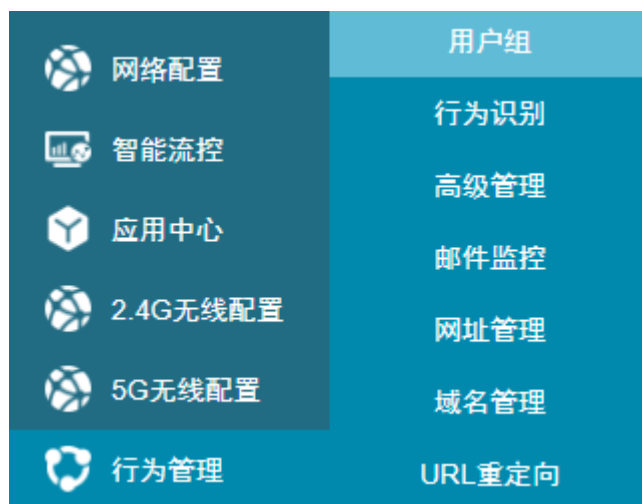 网络配置
智能流控
应用中心
2.4G无线配置
5G无线配置
行为管理
用户组
行为识别
高级管理
邮件监控
网址管理
域名管理
URL重定向